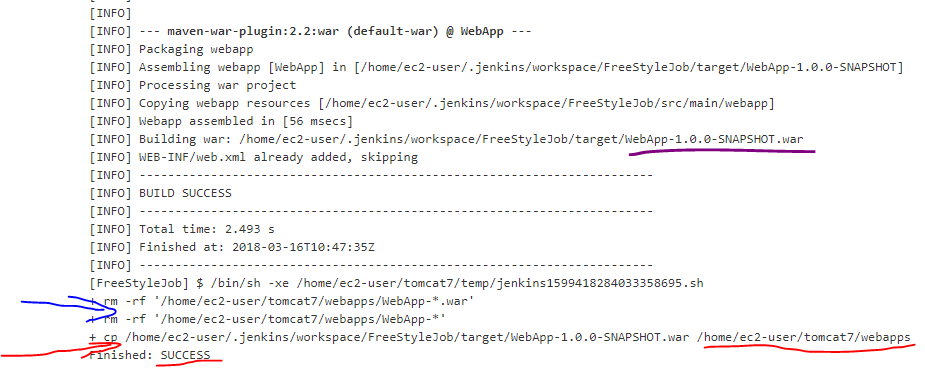 [INFO]
[INFO] --- maven-war-plugin:2.2:war (default-war) @ WebApp ---
[INFO] Packaging webapp
[INFO] Assembling webapp [WebApp] in [/home/ec2-user/.jenkins/workspace/FreeStyleJob/target/WebApp-1.0.0-SNAPSHOT]
[INFO] Processing war project
[INFO] Copying webapp resources [/home/ec2-user/.jenkins/workspace/FreeStyleJob/src/main/webapp]
[INFO] Webapp assembled in [56 msecs]
[INFO] Building war: /home/ec2-user/.jenkins/workspace/FreeStyleJob/target/WebApp-1.0.0-SNAPSHOT.war
[INFO] WEB-INF/web.xml already added, skipping
[INFO] ------------------------------------------------------------------------
[INFO] BUILD SUCCESS
[INFO] ------------------------------------------------------------------------
[INFO] Total time: 2.493 s
[INFO] Finished at: 2018-03-16T10:47:35Z
[INFO] ------------------------------------------------------------------------
[FreeStyleJob] $ /bin/sh -xe /home/ec2-user/tomcat7/temp/jenkins1599418284033358695.sh
+ rm -rf '/home/ec2-user/tomcat7/webapps/WebApp-*.war'
+ rm -rf '/home/ec2-user/tomcat7/webapps/WebApp-*'
+ cp /home/ec2-user/.jenkins/workspace/FreeStyleJob/target/WebApp-1.0.0-SNAPSHOT.war /home/ec2-user/tomcat7/webapps
Finished: SUCCESS